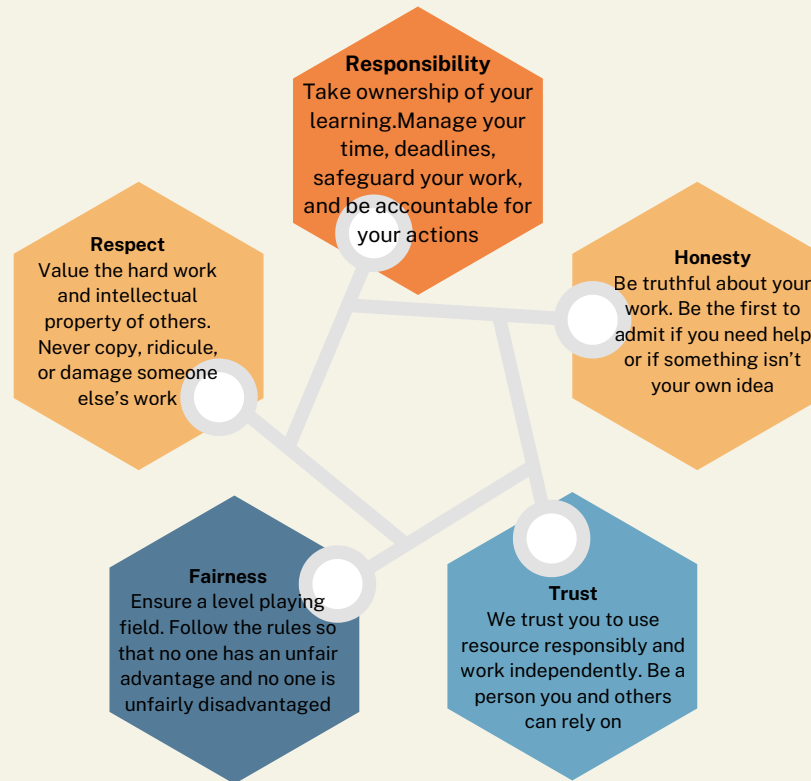 Responsibility
Take ownership of your
learning.Manage your
time, deadlines,
safeguard your work,
and be accountable for
your actions
Respect
Value the hard work
and intellectual
property of others.
Never copy, ridicule,
or damage someone
else's work
Honesty
Be truthful about your
work. Be the first to
admit if you need help
or if something isn't
your own idea
Fairness
Ensure a level playing
field. Follow the rules so
that no one has an unfair
advantage and no one is
unfairly disadvantaged
Trust
We trust you to use
resource responsibly and
work independently. Be a
person you and others
can rely on